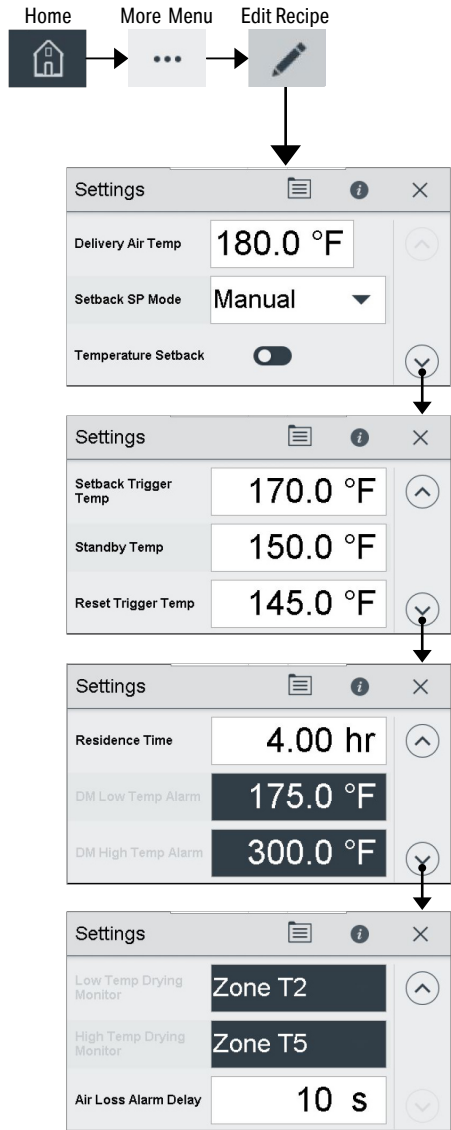 Home More Menu Edit Recipe
Settings
Delivery Air Temp 180.0 °F
Setback SP Mode Manual
Temperature Setback
Settings
Setback Trigger
Temp 170.0 °F
Standby Temp 150.0 °F
Reset Trigger Temp 145.0 °F
Settings
Residence Time 4.00 hr
DM Low Temp Alarm 175.0 °F
DM High Temp Alarm 300.0 °F
Settings
Low Temp Drying
Monitor Zone T2
High Temp Drying
Monitor Zone T5
Air Loss Alarm Delay 10 s